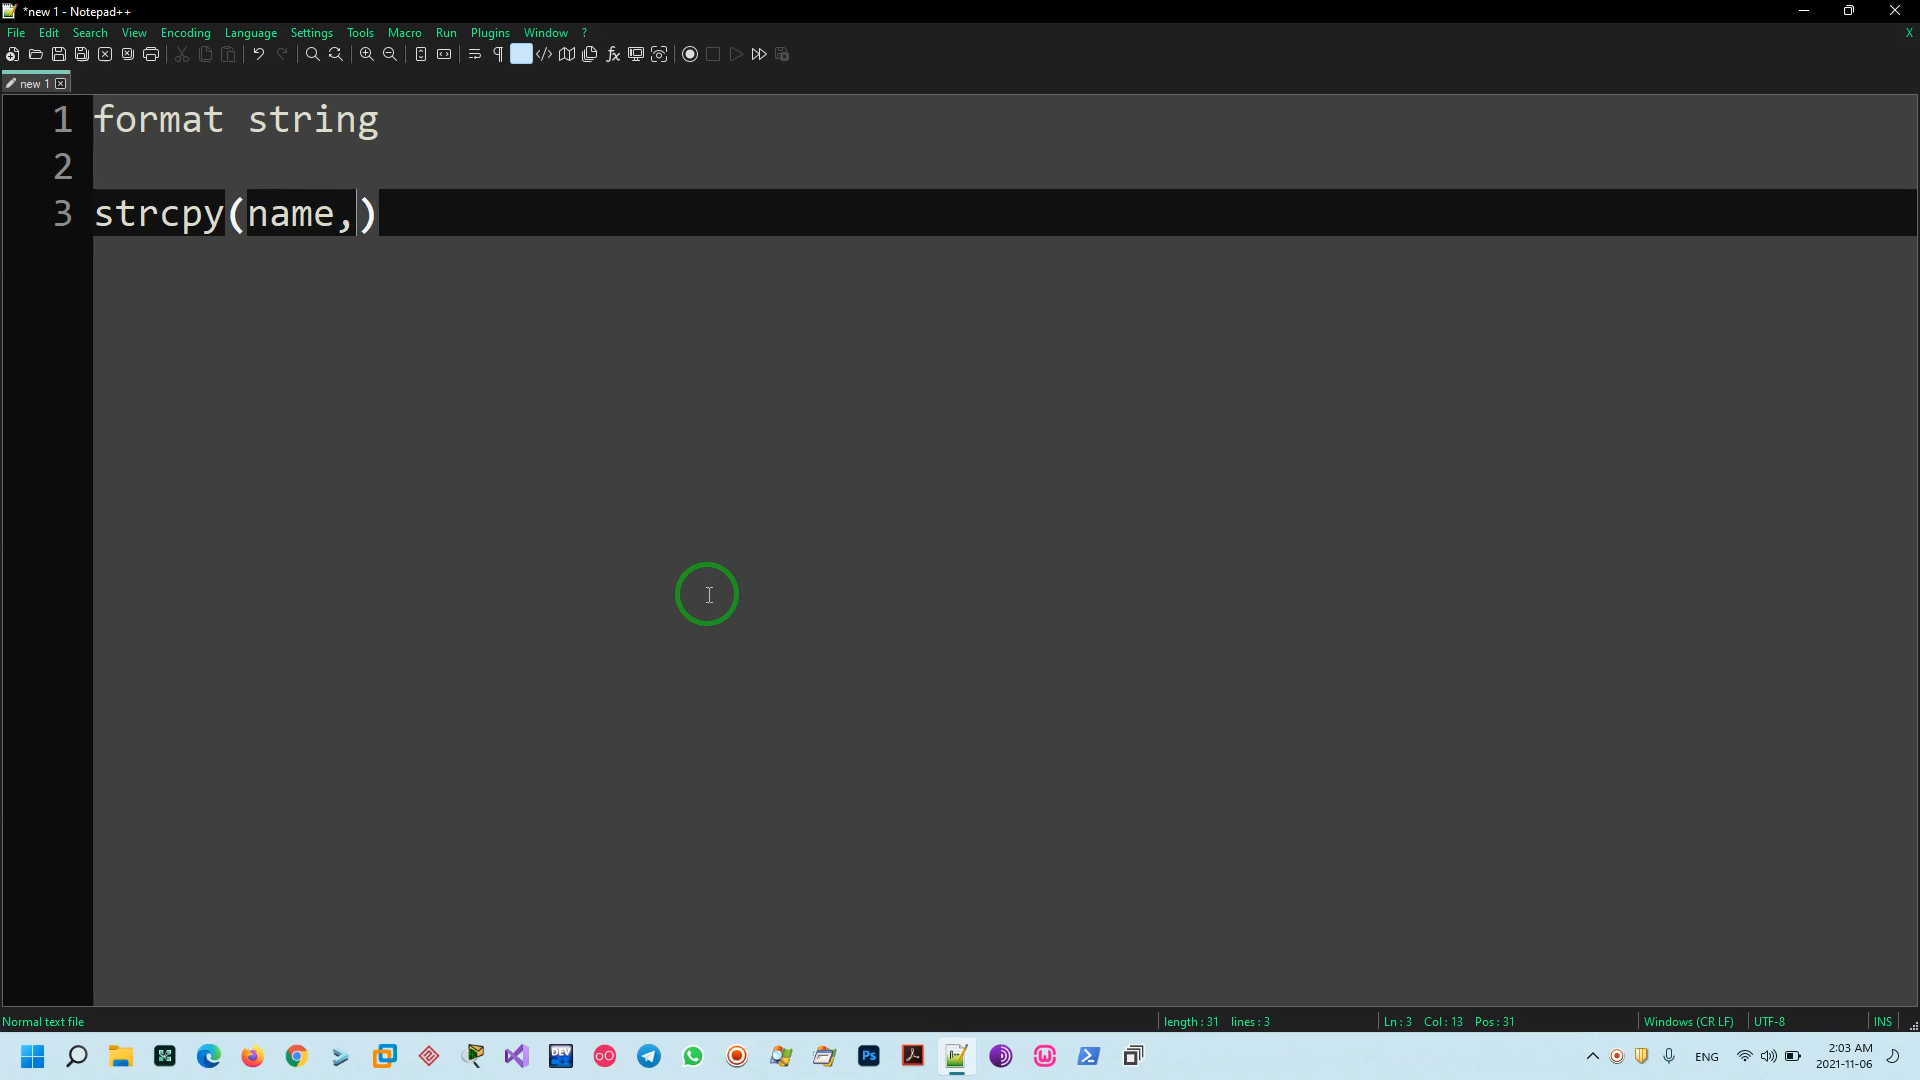 *new 1 - Notepad++
File Edit Search View Encoding Language Settings Tools Macro Run Plugins Window ? X
new 1
1 format string
2
3 strcpy(name,)
Normal text file length : 31 lines : 3 Ln : 3 Col : 13 Pos : 31 Windows (CR LF) UTF-8 INS
DEV Ps ENG 2:03 AM
2021-11-06